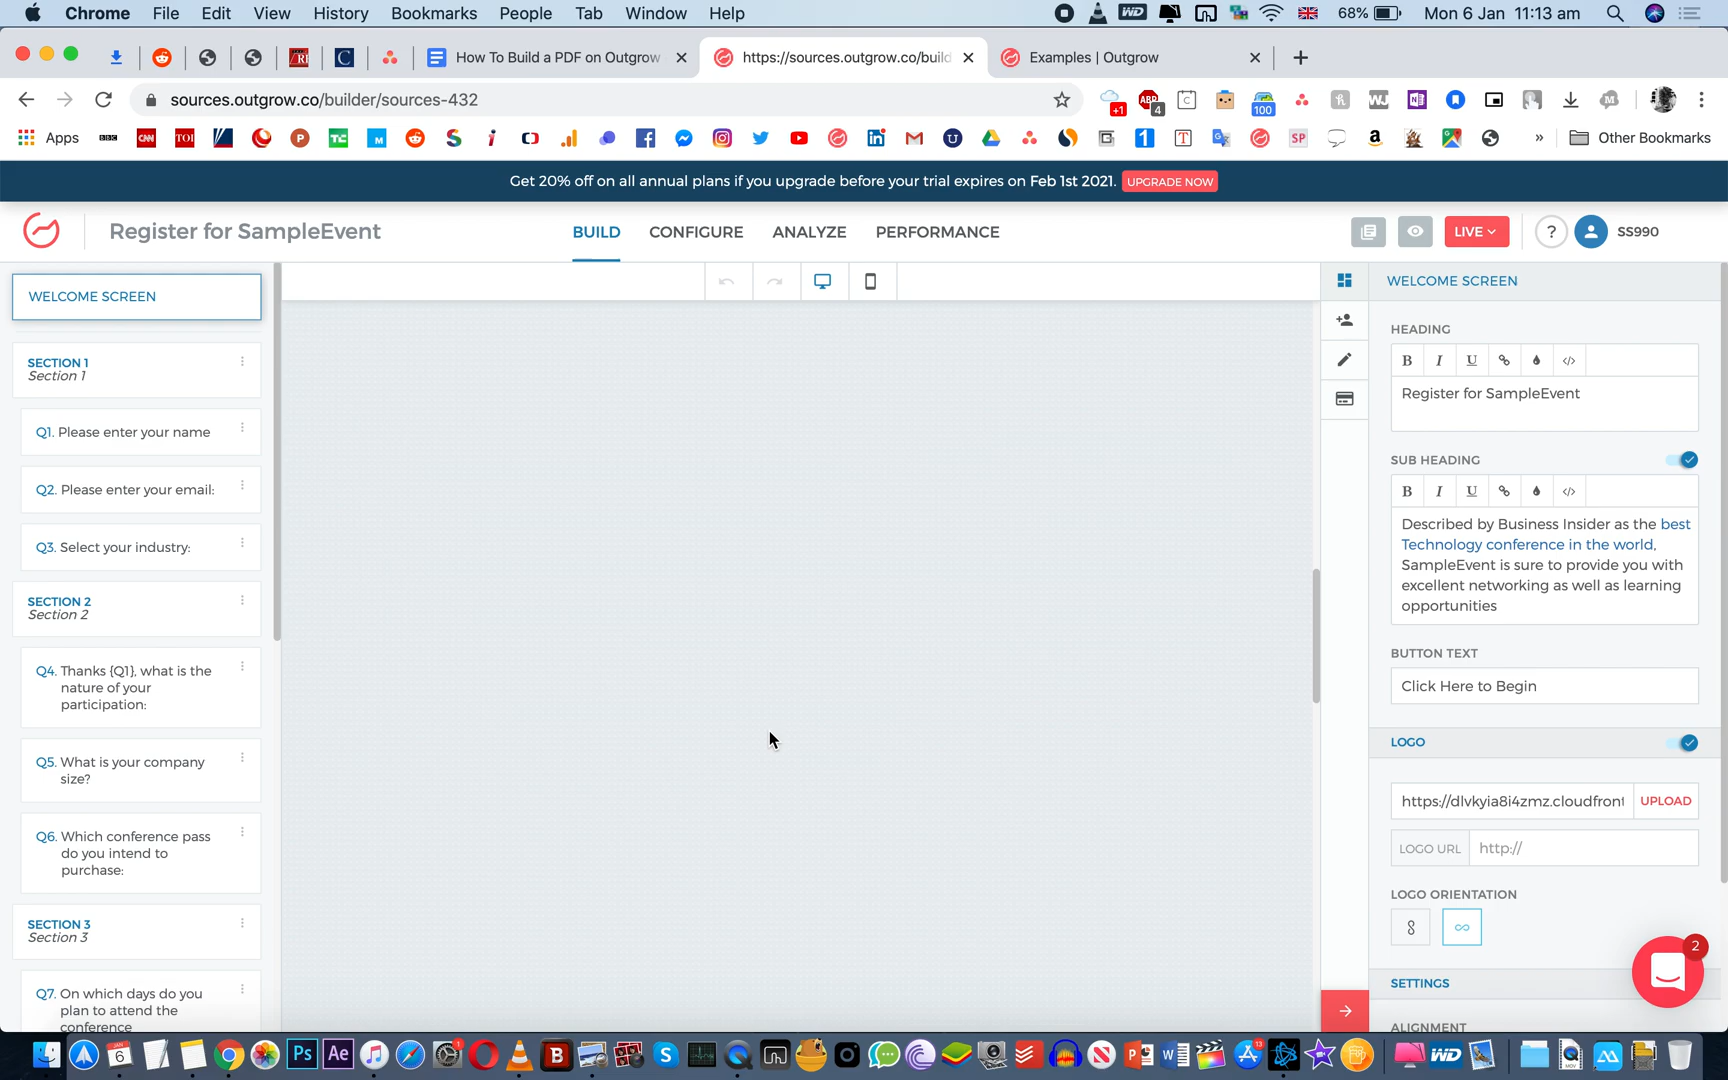 Chrome File Edit View History Bookmarks People Tab Window Help
68% Mon 6 Jan 11:13 am
How To Build a PDF on Outgrow
https://sources.outgrow.co/build
Examples | Outgrow
sources.outgrow.co/builder/sources-432
+1
4
100
Apps
Other Bookmarks
Get 20% off on all annual plans if you upgrade before your trial expires on Feb 1st 2021. UPGRADE NOW
Register for SampleEvent
BUILD CONFIGURE ANALYZE PERFORMANCE
LIVE
?
SS990
WELCOME SCREEN
SECTION 1
Section 1
Q1. Please enter your name
Q2. Please enter your email:
Q3. Select your industry:
SECTION 2
Section 2
Q4. Thanks {Q1}, what is the
nature of your
participation:
Q5. What is your company
size?
Q6. Which conference pass
do you intend to
purchase:
SECTION 3
Section 3
Q7. On which days do you
plan to attend the
conference
WELCOME SCREEN
HEADING
B I U </>
Register for SampleEvent
SUB HEADING
B I U </>
Described by Business Insider as the best
Technology conference in the world,
SampleEvent is sure to provide you with
excellent networking as well as learning
opportunities
BUTTON TEXT
Click Here to Begin
LOGO
https://dlvkyia8i4zmz.cloudfront
UPLOAD
LOGO URL http://
LOGO ORIENTATION
2
SETTINGS
ALIGNMENT